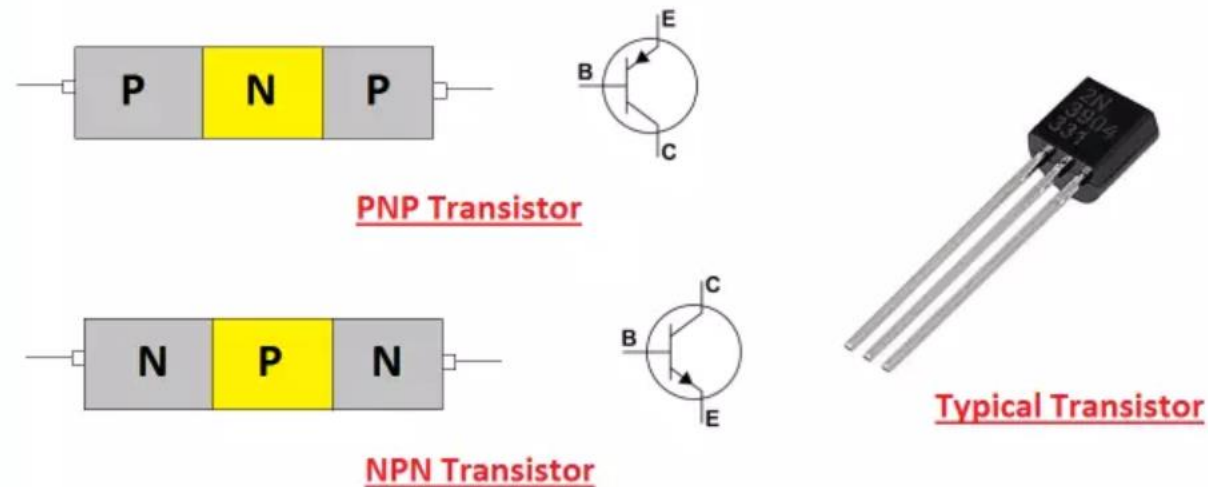 P N P
E
B
C
PNP Transistor
2N
3904
331
N P N
C
B
E
NPN Transistor
Typical Transistor